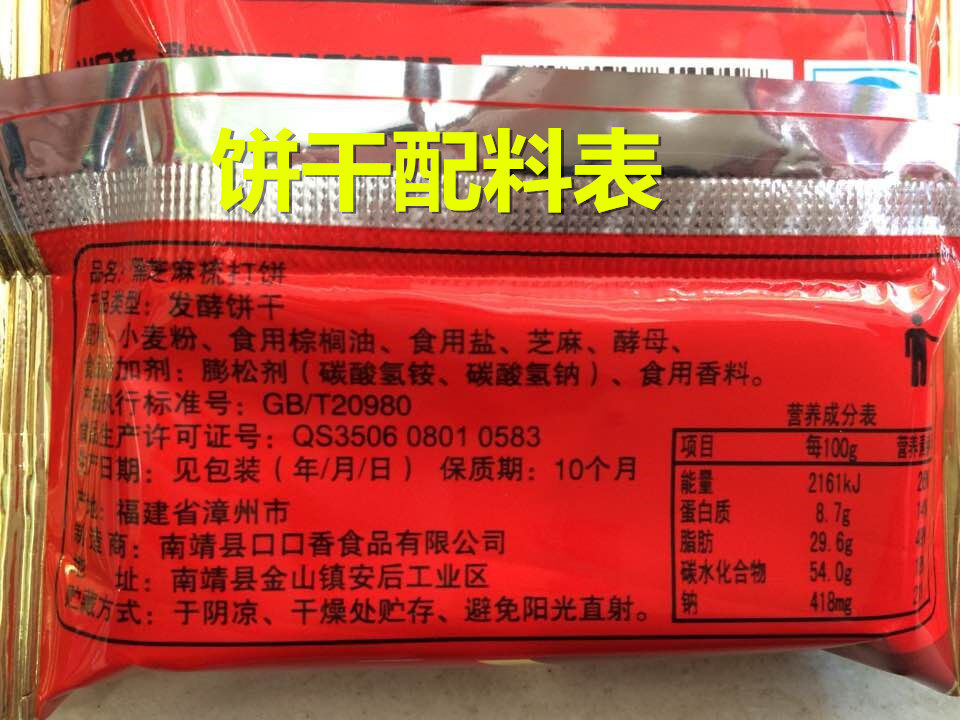 饼干配料表
品名：黑芝麻梳打饼
产品类型：发酵饼干
小麦粉、食用棕榈油、食用盐、芝麻、酵母、
加剂：膨松剂（碳酸氢铵、碳酸氢钠）、食用香料。
执行标准号：GB/T20980
生产许可证号：QS3506 0801 0583
生产日期：见包装（年/月/日） 保质期：10个月
产地：福建省漳州市
制造商：南靖县口口香食品有限公司
地 址：南靖县金山镇安后工业区
贮藏方式：于阴凉、干燥处贮存、避免阳光直射。
营养成分表
项目 每100g 营养素
能量 2161kJ
蛋白质 8.7g
脂肪 29.6g
碳水化合物 54.0g
钠 418mg